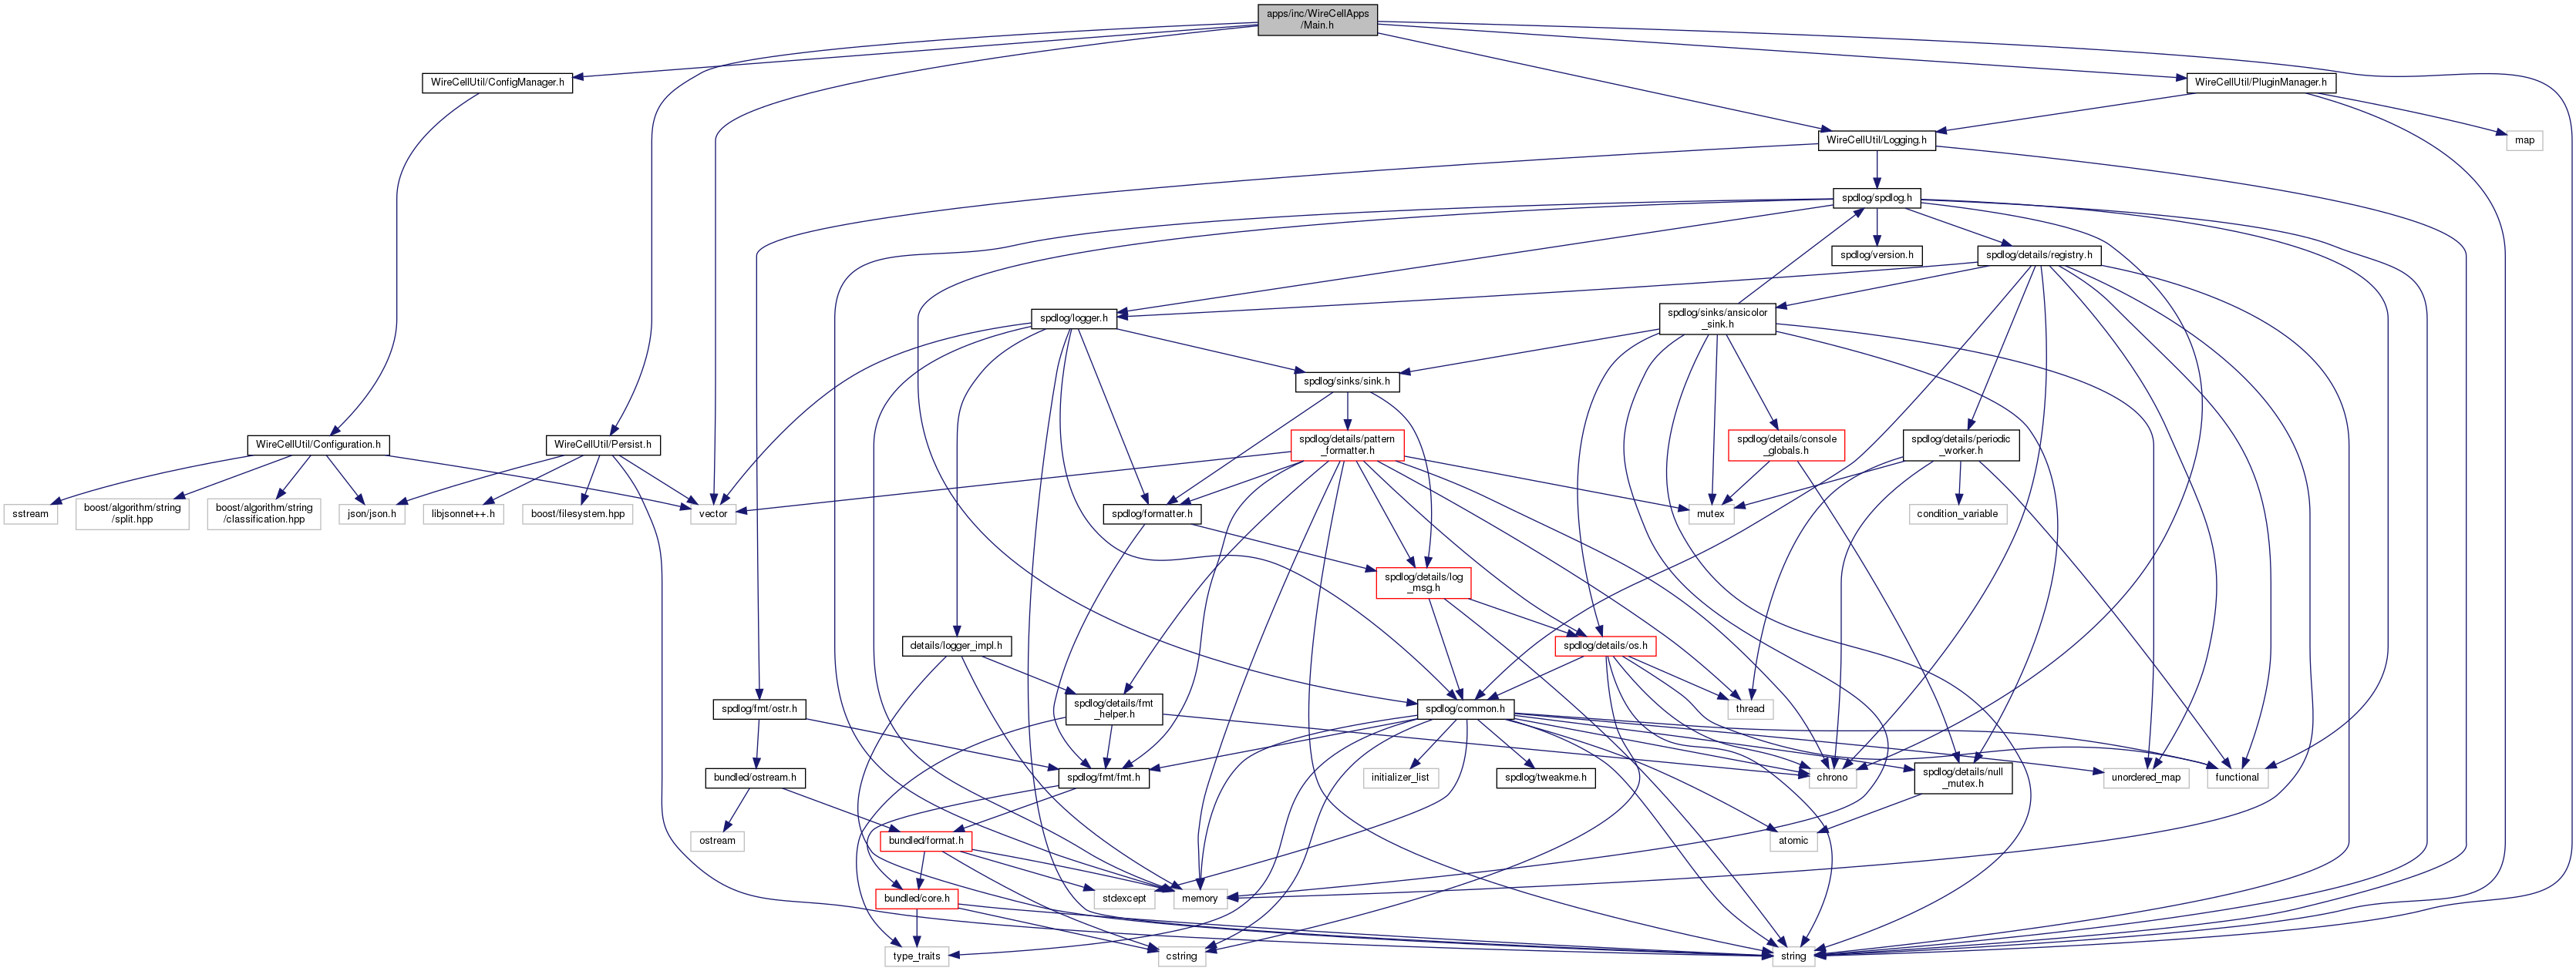 apps/inc/WireCellApps
/Main.h
WireCellUtil/ConfigManager.h
WireCellUtil/PluginManager.h
WireCellUtil/Logging.h
map
spdlog/spdlog.h
spdlog/version.h
spdlog/details/registry.h
spdlog/logger.h
spdlog/sinks/ansicolor
_sink.h
spdlog/sinks/sink.h
WireCellUtil/Configuration.h
WireCellUtil/Persist.h
spdlog/details/pattern
_formatter.h
spdlog/details/console
_globals.h
spdlog/details/periodic
_worker.h
sstream
boost/algorithm/string
/split.hpp
boost/algorithm/string
/classification.hpp
json/json.h
libjsonnet++.h
boost/filesystem.hpp
vector
spdlog/formatter.h
mutex
condition_variable
spdlog/details/log
_msg.h
details/logger_impl.h
spdlog/details/os.h
spdlog/fmt/ostr.h
spdlog/details/fmt
_helper.h
spdlog/common.h
thread
bundled/ostream.h
spdlog/fmt/fmt.h
initializer_list
spdlog/tweakme.h
chrono
spdlog/details/null
_mutex.h
unordered_map
functional
ostream
bundled/format.h
atomic
bundled/core.h
stdexcept
memory
type_traits
cstring
string